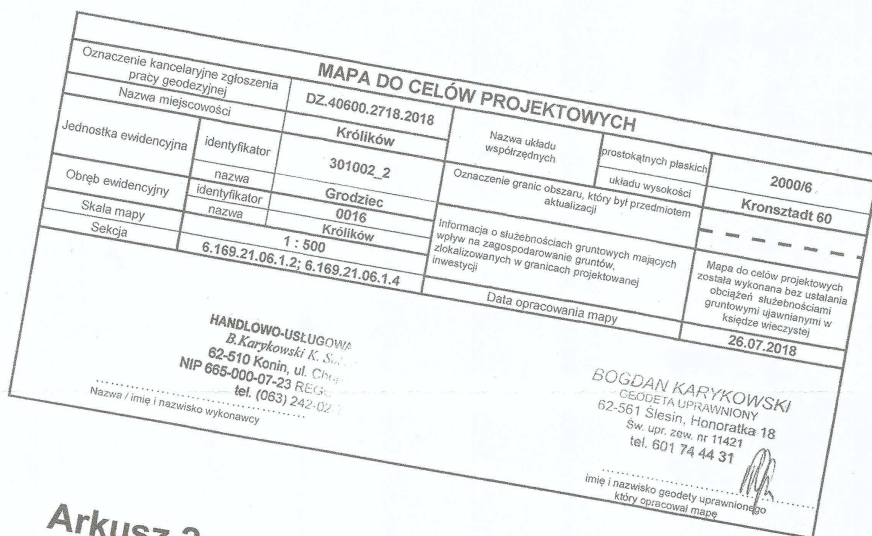 MAPA DO CELÓW PROJEKTOWYCH
Oznaczenie kancelaryjne zgłoszenia
pracy geodezyjnej
DZ.40600.2718.2018
Nazwa miejscowości
Królików
Jednostka ewidencyjna
identyfikator
301002_2
nazwa
Grodziec
Obręb ewidencyjny
identyfikator
0016
nazwa
Królików
Skala mapy
1 : 500
Sekcja
6.169.21.06.1.2; 6.169.21.06.1.4
Nazwa układu
współrzędnych
prostokątnych płaskich
2000/6
układu wysokości
Kronsztadt 60
Oznaczenie granic obszaru, który był przedmiotem
aktualizacji
Informacja o służebnościach gruntowych mających
wpływ na zagospodarowanie gruntów,
zlokalizowanych w granicach projektowanej
inwestycji
Mapa do celów projektowych
została wykonana bez ustalania
obciążeń służebnościami
gruntowymi ujawnianymi w
księdze wieczystej
Data opracowania mapy
26.07.2018
HANDLOWO-USŁUGOWA
B.Karykowski K.
62-510 Konin, ul.
NIP 665-000-07-23
tel. (063) 242-02
Nazwa / imię i nazwisko wykonawcy
BOGDAN KARYKOWSKI
GEODETA UPRAWNIONY
62-561 Ślesin, Honoratka 18
Św. upr. zew. nr 11421
tel. 601 74 44 31
imię i nazwisko geodety uprawnionego
który opracował mapę
Arkusz